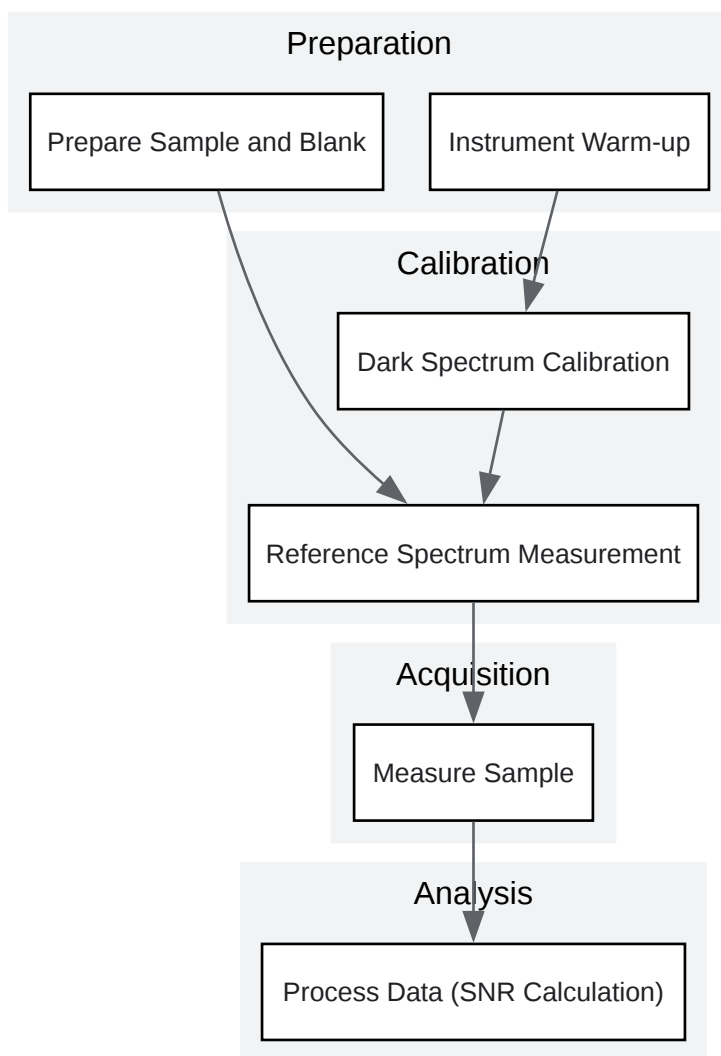 Preparation
Prepare Sample and Blank
Instrument Warm-up
Calibration
Dark Spectrum Calibration
Reference Spectrum Measurement
Acquisition
Measure Sample
Analysis
Process Data (SNR Calculation)